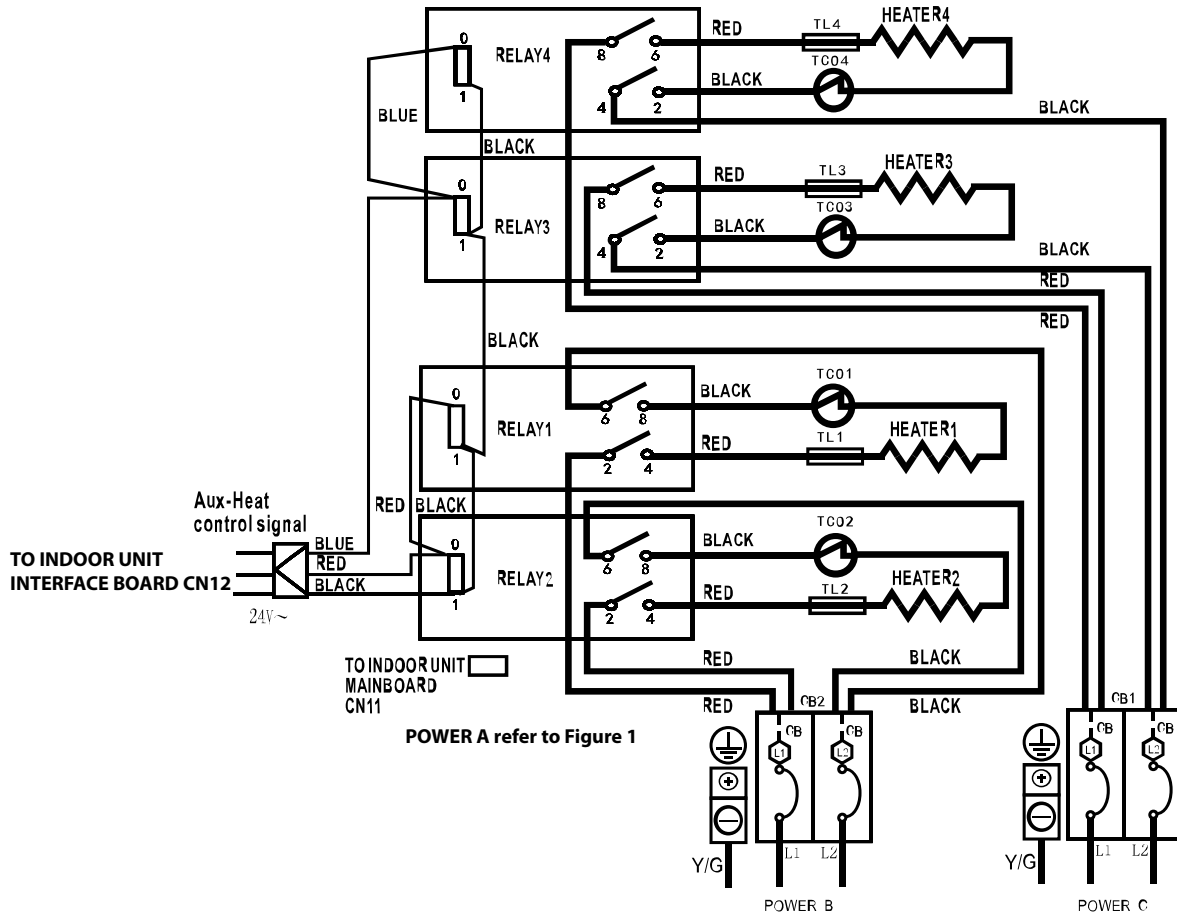 0
1
RELAY4
8
6
4
2
RED
TL4
HEATER4
TCO4
BLACK
BLACK
BLUE
BLACK
0
1
RELAY3
8
6
4
2
RED
TL3
HEATER3
TCO3
BLACK
BLACK
RED
RED
BLACK
0
1
RELAY1
6
8
2
4
BLACK
TCO1
RED
TL1
HEATER1
RED
BLACK
Aux-Heat
control signal
TO INDOOR UNIT
INTERFACE BOARD CN12
BLUE
RED
BLACK
24V~
0
1
RELAY2
6
8
2
4
BLACK
TCO2
RED
TL2
HEATER2
TO INDOOR UNIT
MAINBOARD
CN11
POWER A refer to Figure 1
RED
BLACK
RED
BLACK
CB2
CB
CB
L1
L2
Y/G
L1
L2
POWER B
CB1
CB
CB
L1
L2
Y/G
L1
L2
POWER C